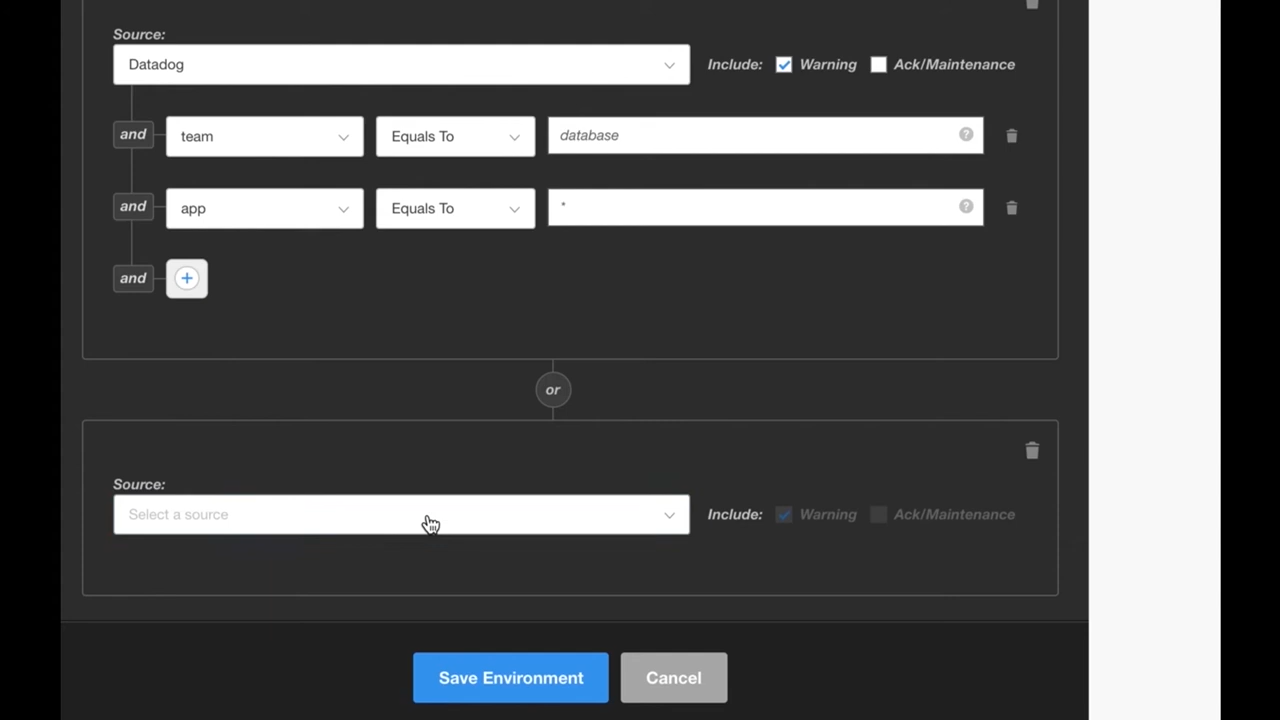 Source:
Datadog
Include: Warning Ack/Maintenance
and team Equals To database ?
and app Equals To * ?
and +
or
Source:
Select a source
Include: Warning Ack/Maintenance
Save Environment Cancel